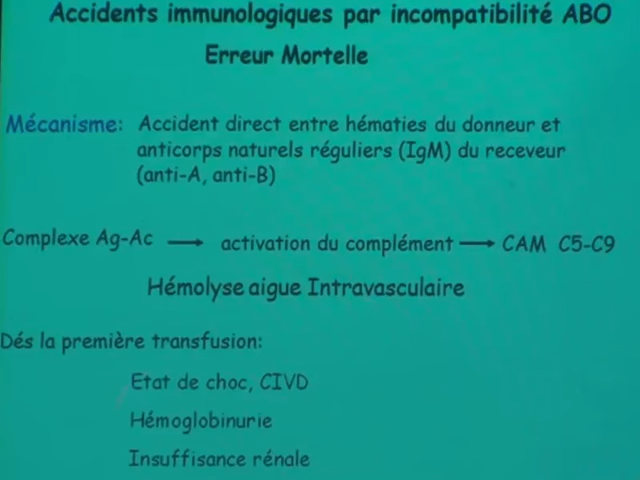 Accidents immunologiques par incompatibilité ABO
Erreur Mortelle
Mécanisme: Accident direct entre hématies du donneur et
anticorps naturels réguliers (IgM) du receveur
(anti-A, anti-B)
Complexe Ag-Ac → activation du complément → CAM C5-C9
Hémolyse aigue Intravasculaire
Dés la première transfusion:
Etat de choc, CIVD
Hémoglobinurie
Insuffisance rénale